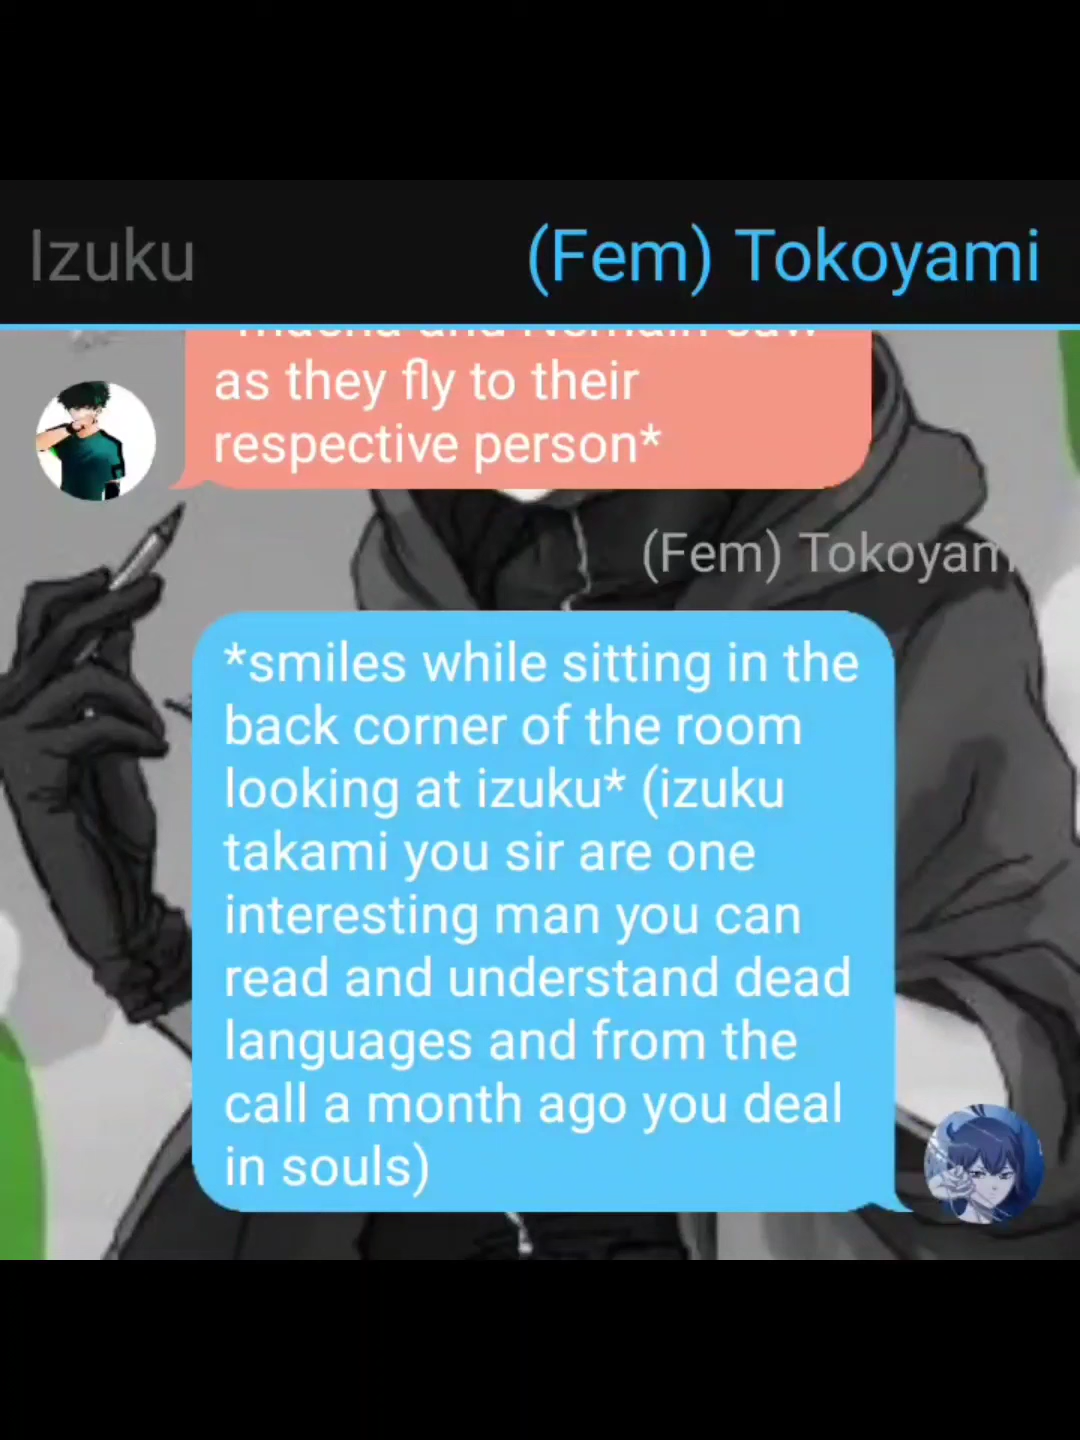 Izuku
(Fem) Tokoyami
and
as they fly to their
respective person*
(Fem) Tokoyam
*smiles while sitting in the
back corner of the room
looking at izuku* (izuku
takami you sir are one
interesting man you can
read and understand dead
languages and from the
call a month ago you deal
in souls)